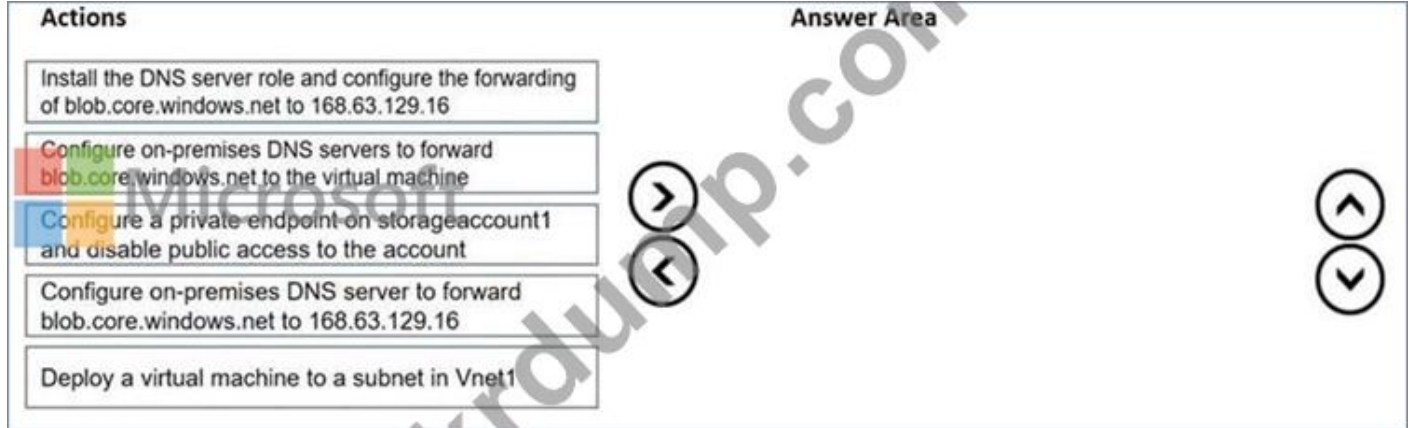 Actions
Answer Area
Install the DNS server role and configure the forwarding
of blob.core.windows.net to 168.63.129.16
Configure on-premises DNS servers to forward
blob.core.windows.net to the virtual machine
Configure a private endpoint on storageaccount1
and disable public access to the account
Configure on-premises DNS server to forward
blob.core.windows.net to 168.63.129.16
Deploy a virtual machine to a subnet in Vnet1
Microsoft
krdump.com